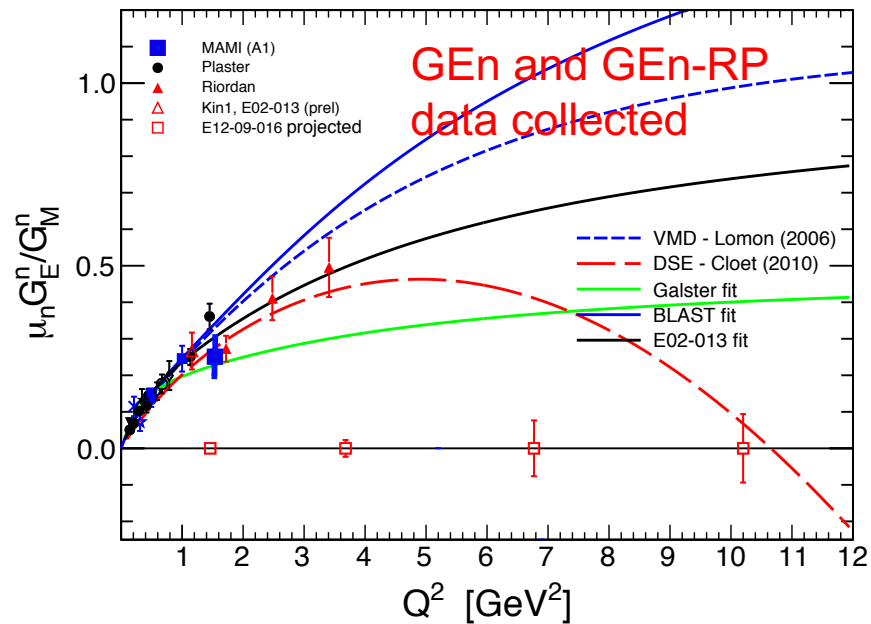 GEn and GEn-RP
data collected
MAMI (A1)
Plaster
Riordan
Kin1, E02-013 (prel)
E12-09-016 projected
VMD - Lomon (2006)
DSE - Cloet (2010)
Galster fit
BLAST fit
E02-013 fit
1.0
0.5
0.0
μₙGₑⁿ/Gₘⁿ
1 2 3 4 5 6 7 8 9 10 11 12
Q² [GeV²]